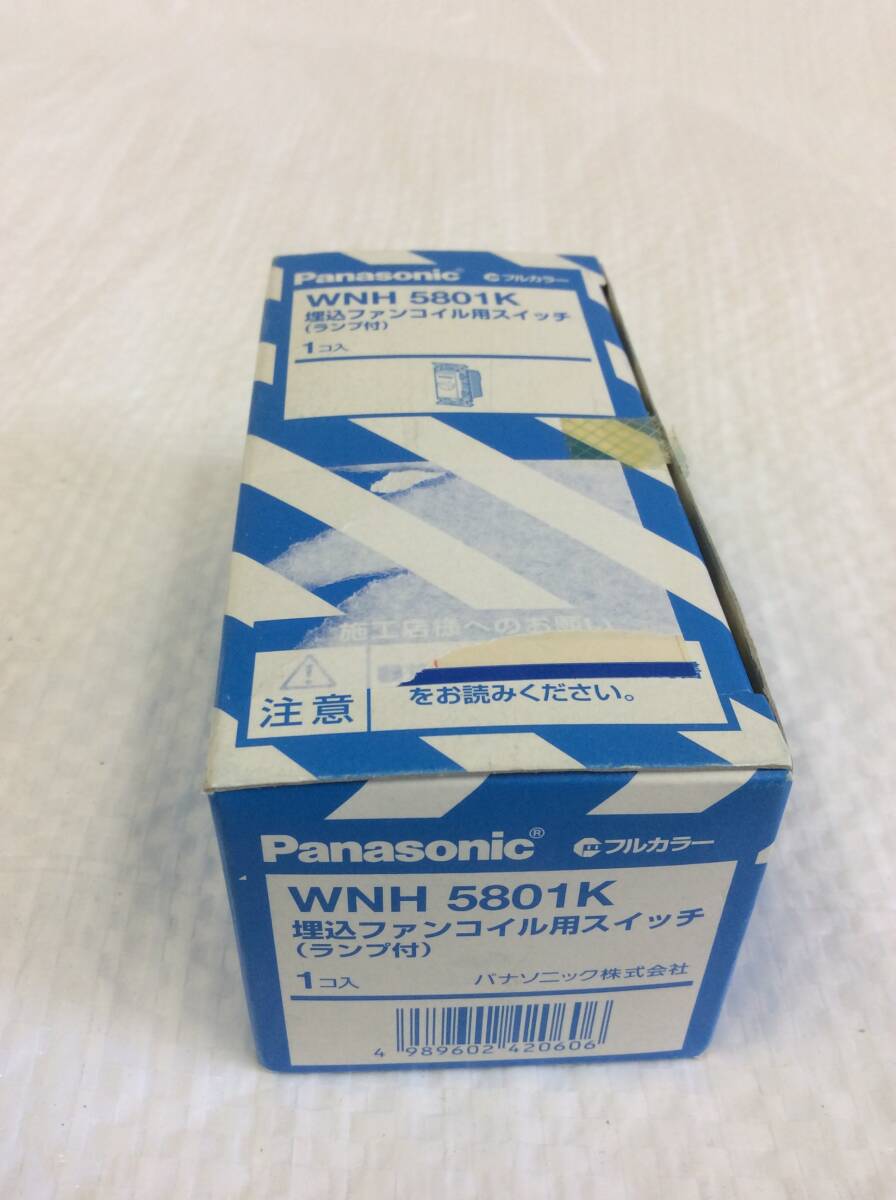 Panasonic フルカラー
WNH 5801K
埋込ファンコイル用スイッチ
(ランプ付)
1コ入
施工店様へのお願い
注意
をお読みください。
Panasonic® フルカラー
WNH 5801K
埋込ファンコイル用スイッチ
(ランプ付)
1コ入 パナソニック株式会社
4 989602 420606